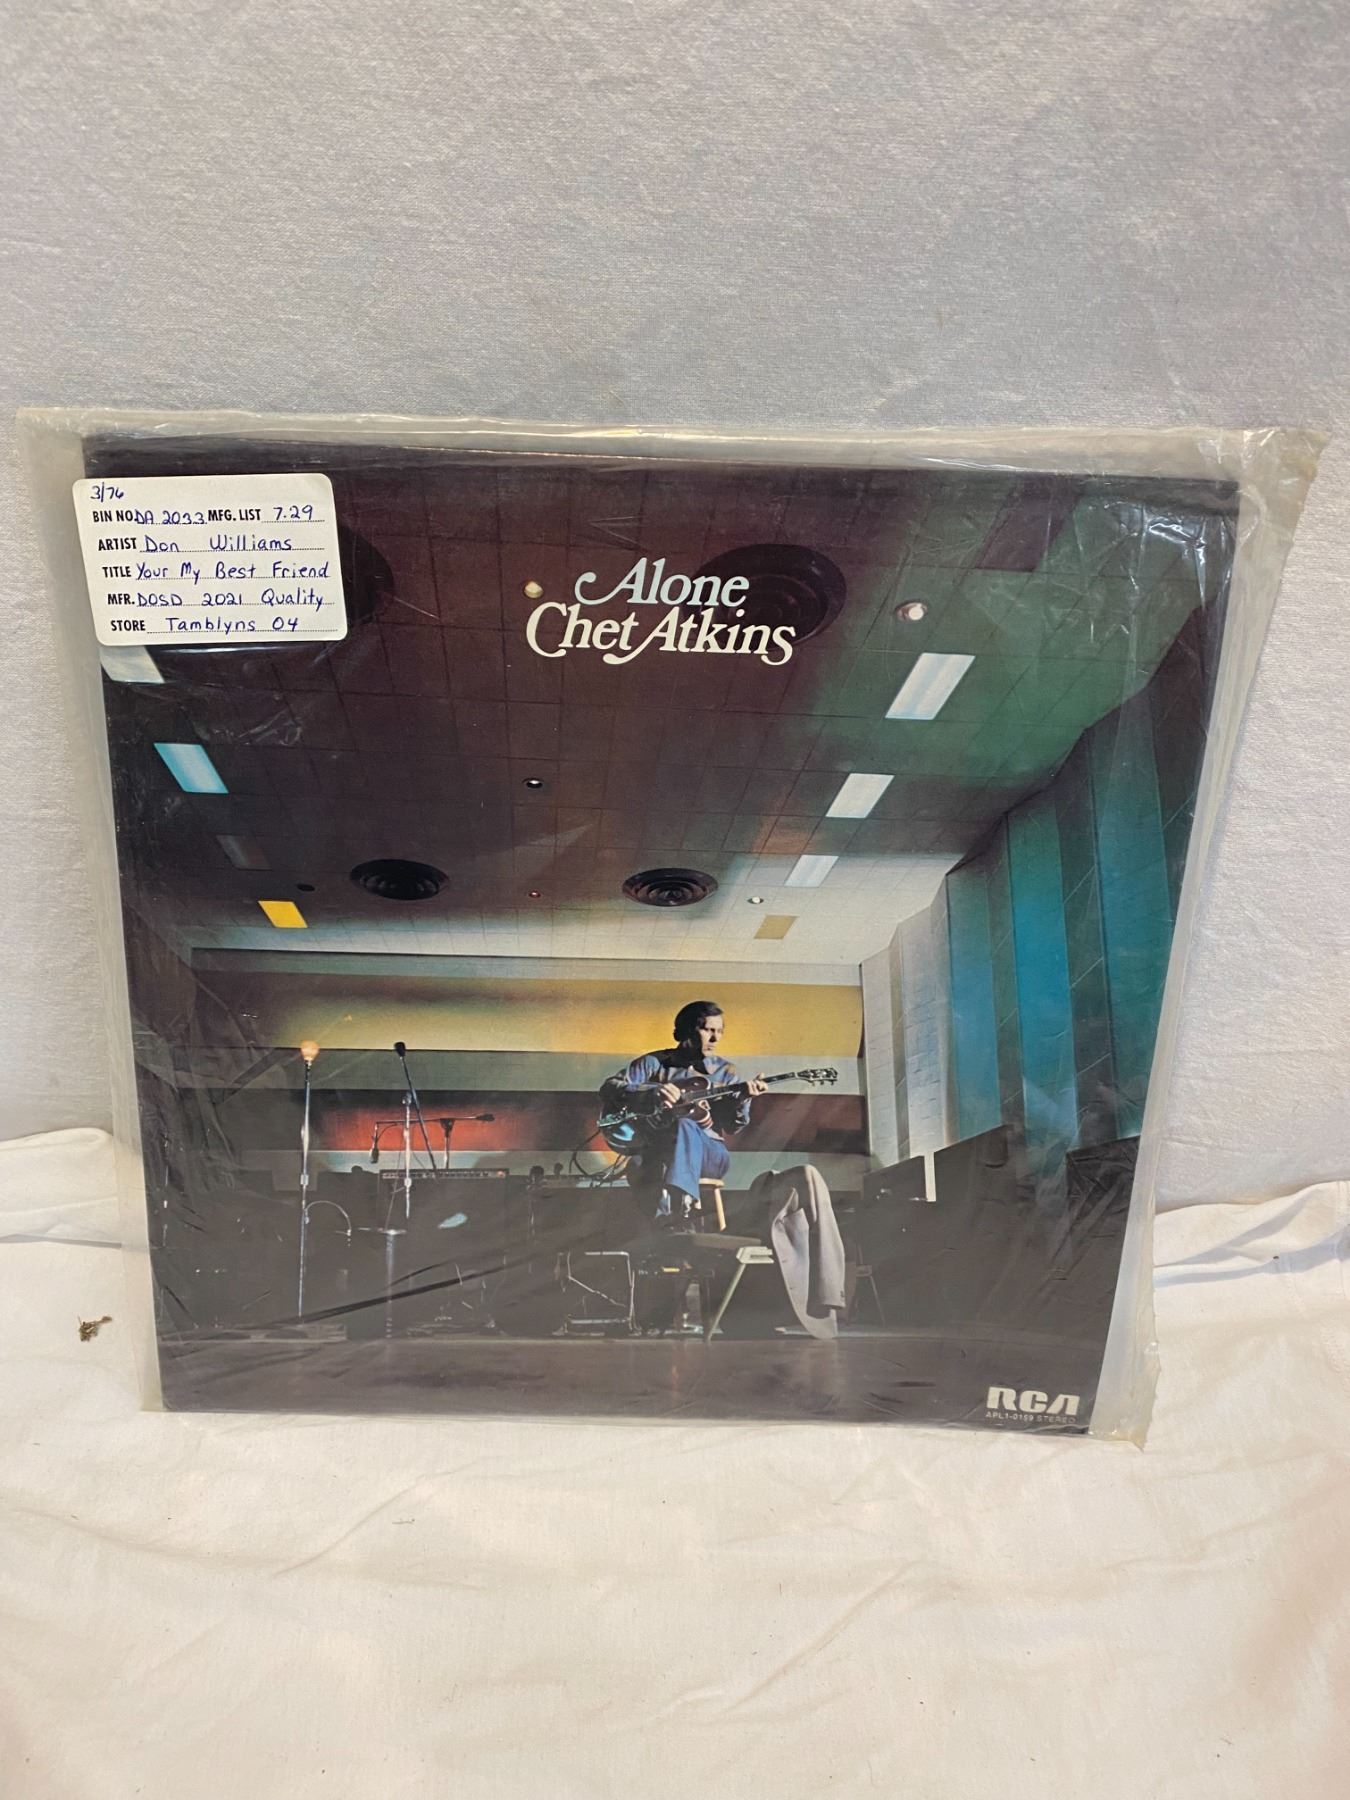 3/76
BIN NO. DA 2033 MFG. LIST 7.29
ARTIST Don Williams
TITLE Your My Best Friend
MFR. DOSD 2021 Quality
STORE Tamblyns 04
Alone
Chet Atkins
RCA
APL1-0159 STEREO